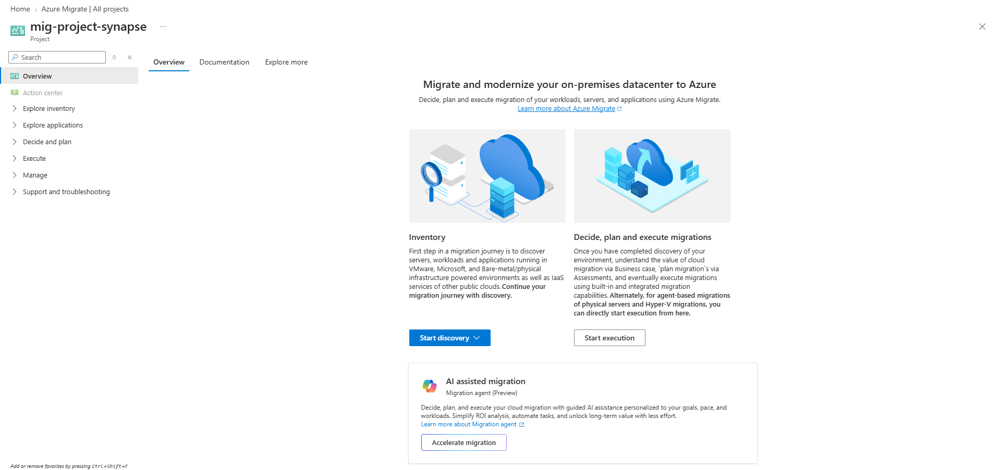 Home > Azure Migrate | All projects
mig-project-synapse ...
Project
Search
Overview
Action center
Explore inventory
Explore applications
Decide and plan
Execute
Manage
Support and troubleshooting
Add or remove favorites by pressing Ctrl+Shift+F
Overview Documentation Explore more
Migrate and modernize your on-premises datacenter to Azure
Decide, plan and execute migration of your workloads, servers, and applications using Azure Migrate.
Learn more about Azure Migrate
Inventory
First step in a migration journey is to discover
servers, workloads and applications running in
VMware, Microsoft, and Bare-metal/physical
infrastructure powered environments as well as IaaS
services of other public clouds. Continue your
migration journey with discovery.
Start discovery
Decide, plan and execute migrations
Once you have completed discovery of your
environment, understand the value of cloud
migration via Business case, `plan migration`s via
Assessments, and eventually execute migrations
using built-in and integrated migration
capabilities. Alternately, for agent-based migrations
of physical servers and Hyper-V migrations, you
can directly start execution from here.
Start execution
AI assisted migration
Migration agent (Preview)
Decide, plan, and execute your cloud migration with guided AI assistance personalized to your goals, pace, and
workloads. Simplify ROI analysis, automate tasks, and unlock long-term value with less effort.
Learn more about Migration agent
Accelerate migration